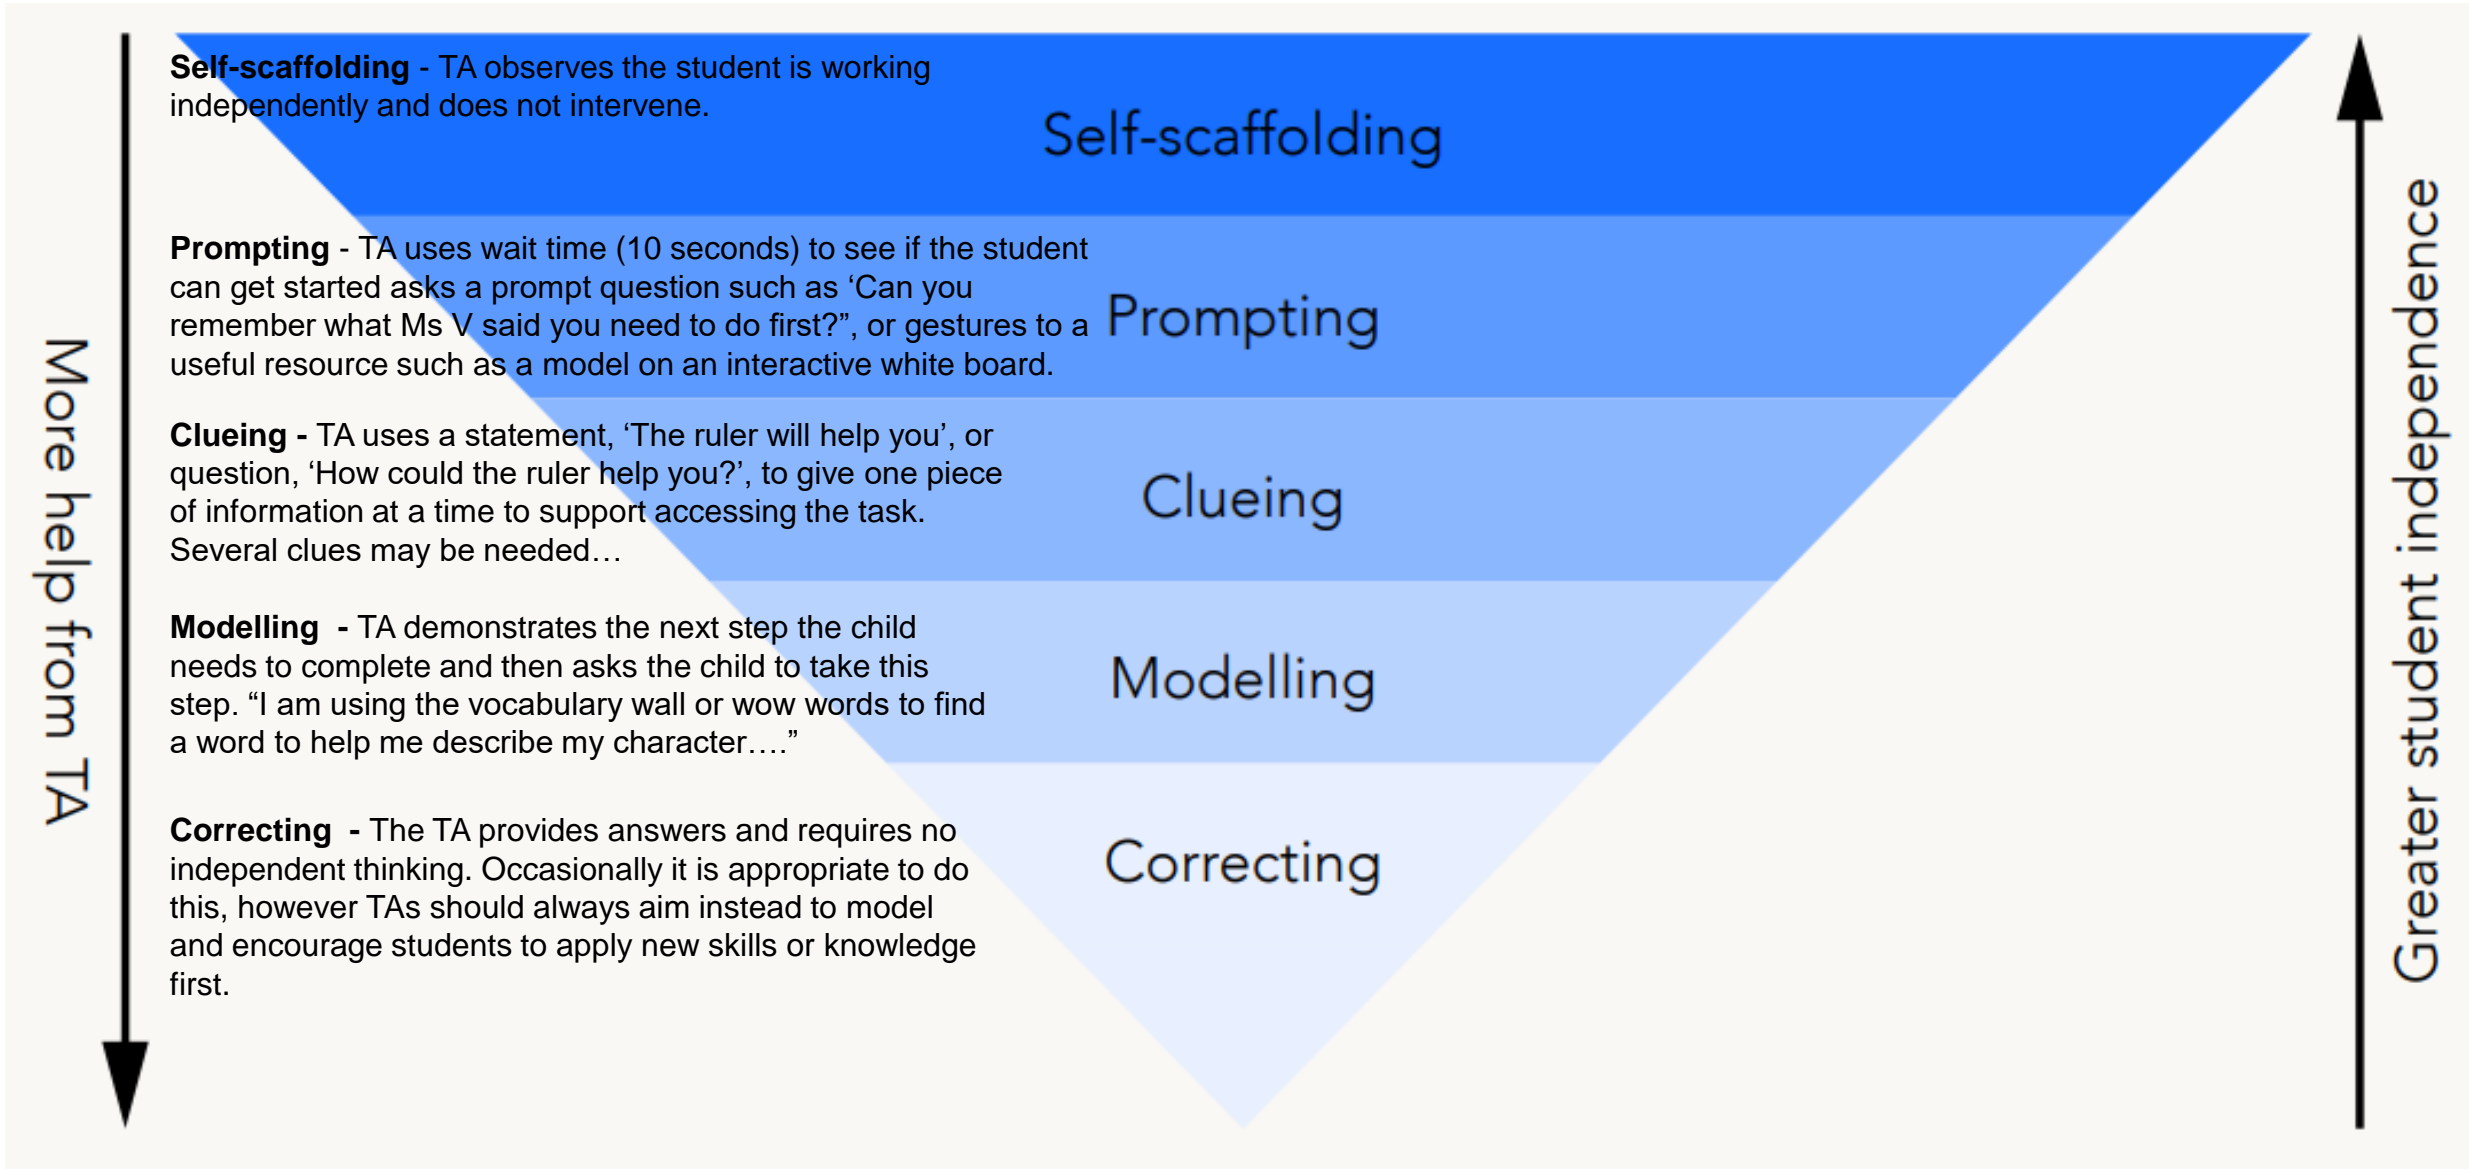 More help from TA
Self-scaffolding - TA observes the student is working
independently and does not intervene.
Self-scaffolding
Prompting - TA uses wait time (10 seconds) to see if the student
can get started asks a prompt question such as ‘Can you
remember what Ms V said you need to do first?”, or gestures to a
useful resource such as a model on an interactive white board.
Prompting
Clueing - TA uses a statement, ‘The ruler will help you’, or
question, ‘How could the ruler help you?’, to give one piece
of information at a time to support accessing the task.
Several clues may be needed…
Clueing
Modelling - TA demonstrates the next step the child
needs to complete and then asks the child to take this
step. “I am using the vocabulary wall or wow words to find
a word to help me describe my character….”
Modelling
Correcting - The TA provides answers and requires no
independent thinking. Occasionally it is appropriate to do
this, however TAs should always aim instead to model
and encourage students to apply new skills or knowledge
first.
Correcting
Greater student independence